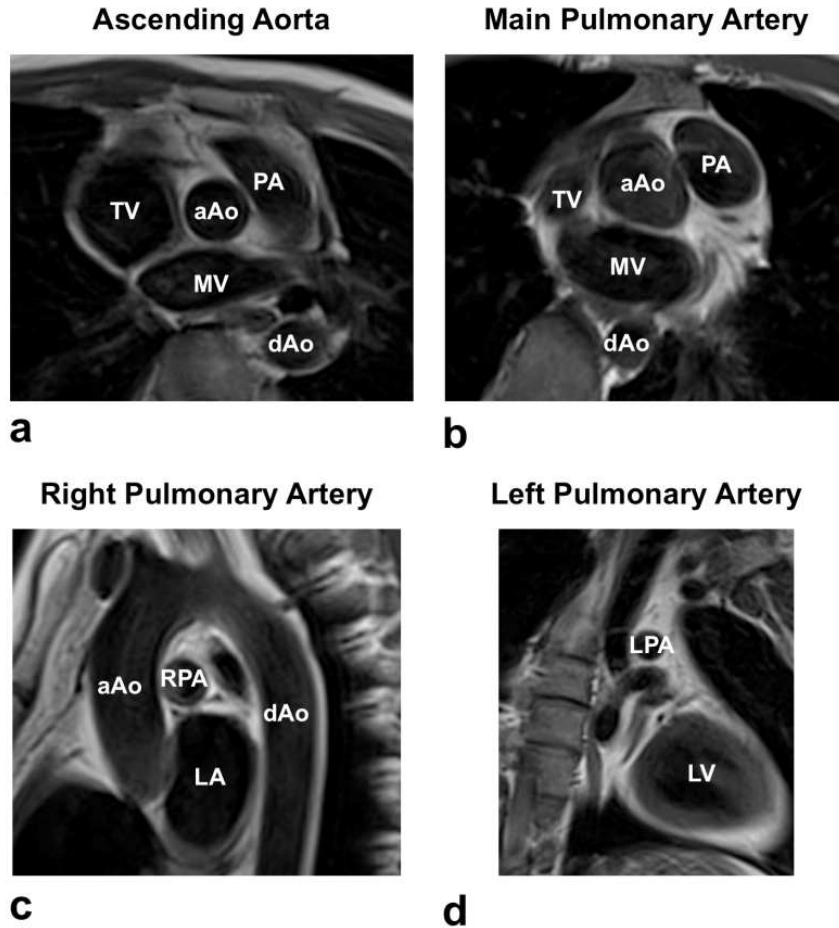 Ascending Aorta
Main Pulmonary Artery
TV
aAo
PA
MV
dAo
TV
aAo
PA
MV
dAo
a
b
Right Pulmonary Artery
Left Pulmonary Artery
aAo
RPA
dAo
LA
LPA
LV
c
d